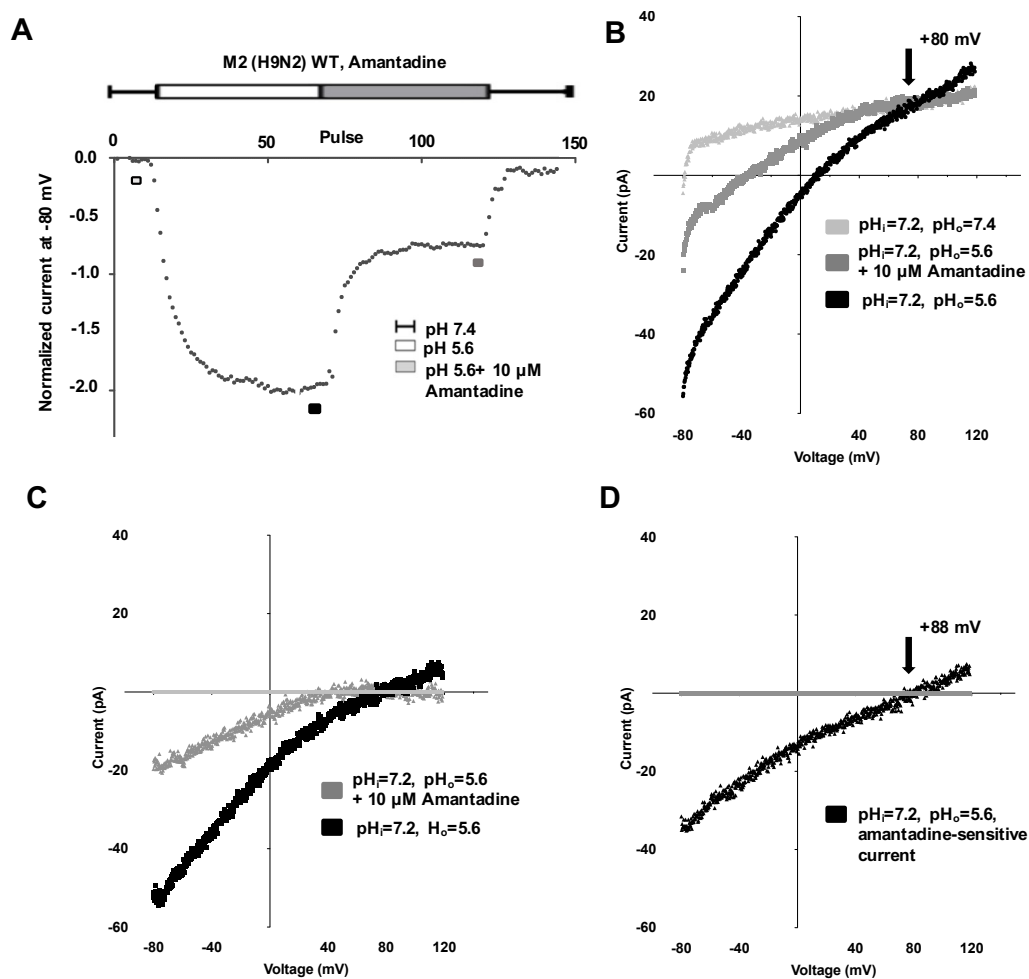 A
M2 (H9N2) WT, Amantadine
0
50
Pulse
100
150
0.0
-0.5
-1.0
-1.5
-2.0
Normalized current at -80 mV
pH 7.4
pH 5.6
pH 5.6+ 10 µM
Amantadine
B
+80 mV
40
20
-20
-40
-60
Current (pA)
pHi=7.2, pHo=7.4
pHi=7.2, pHo=5.6
+ 10 µM Amantadine
pHi=7.2, pHo=5.6
-80
-40
0
40
80
120
Voltage (mV)
C
40
20
0
-20
-40
-60
Current (pA)
pHi=7.2, pHo=5.6
+ 10 µM Amantadine
pHi=7.2, Ho=5.6
-80
-40
0
40
80
120
Voltage (mV)
D
+88 mV
40
20
0
-20
-40
-60
Current (pA)
pHi=7.2, pHo=5.6,
amantadine-sensitive
current
-80
-40
0
40
80
120
Voltage (mV)